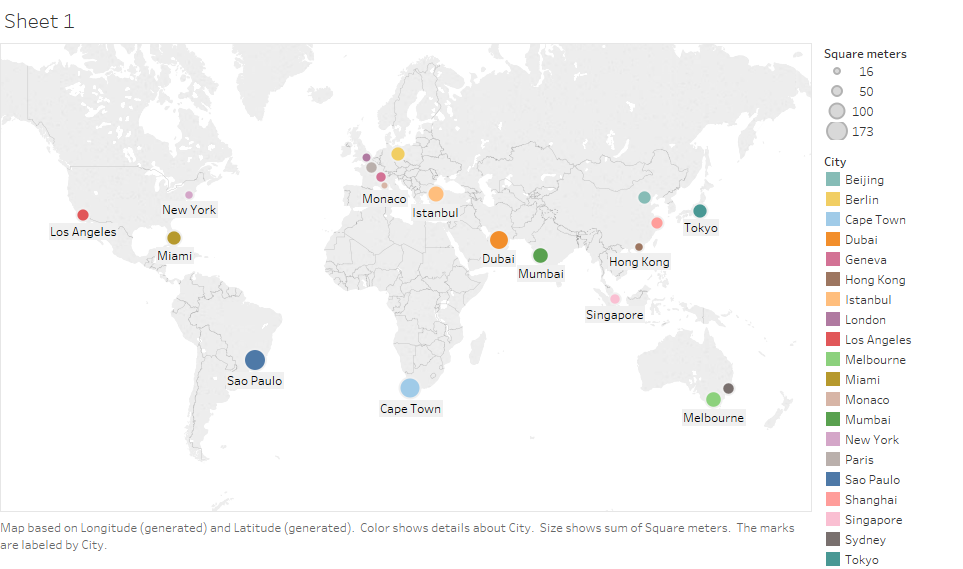 Sheet 1
Square meters
16
50
100
173
City
Beijing
Berlin
Cape Town
Dubai
Geneva
Hong Kong
Istanbul
London
Los Angeles
Melbourne
Miami
Monaco
Mumbai
New York
Paris
Sao Paulo
Shanghai
Singapore
Sydney
Tokyo
Monaco
New York
Istanbul
Los Angeles
Tokyo
Miami
Dubai
Hong Kong
Mumbai
Singapore
Sao Paulo
Cape Town
Melbourne
Map based on Longitude (generated) and Latitude (generated).  Color shows details about City.  Size shows sum of Square meters.  The marks
are labeled by City.